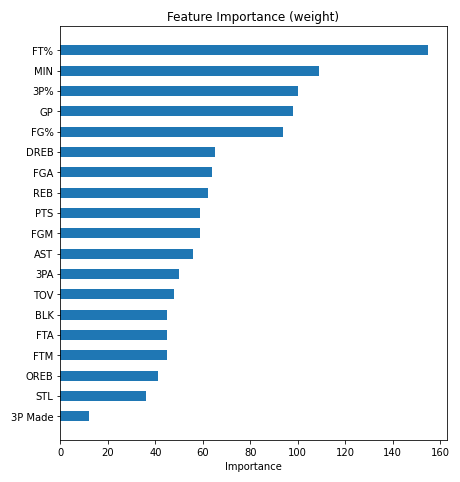 Feature Importance (weight)
FT%
MIN
3P%
GP
FG%
DREB
FGA
REB
PTS
FGM
AST
3PA
TOV
BLK
FTA
FTM
OREB
STL
3P Made
0 20 40 60 80 100 120 140 160
Importance